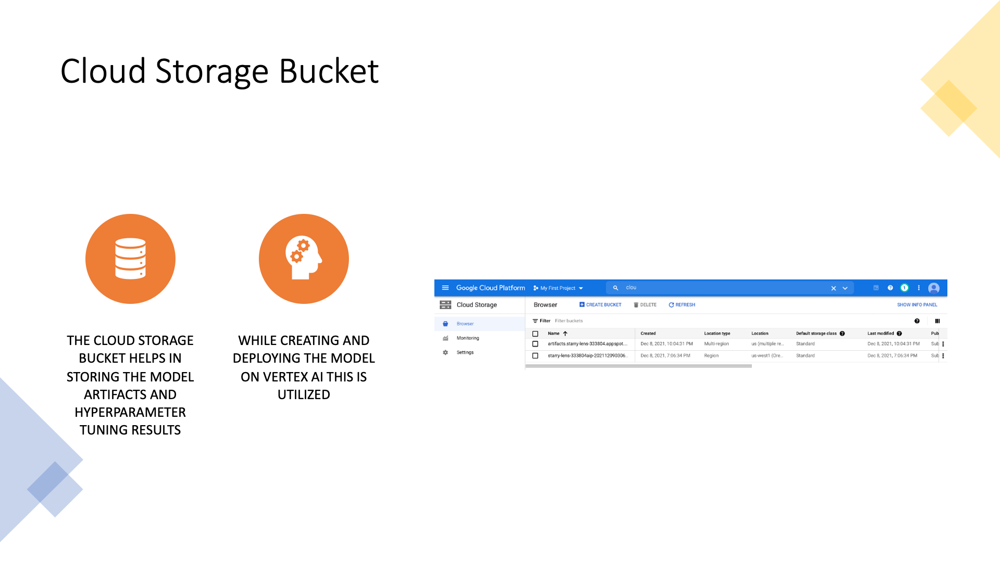 Cloud Storage Bucket
THE CLOUD STORAGE
BUCKET HELPS IN
STORING THE MODEL
ARTIFACTS AND
HYPERPARAMETER
TUNING RESULTS
WHILE CREATING AND
DEPLOYING THE MODEL
ON VERTEX AI THIS IS
UTILIZED
Google Cloud Platform My First Project clou 1
Cloud Storage Browser CREATE BUCKET DELETE REFRESH SHOW INFO PANEL
Browser
Monitoring
Settings
Filter Filter buckets
Name Created Location type Location Default storage class Last modified Pub
artifacts.starry-lens-333804.appspot.... Dec 8, 2021, 10:04:31 PM Multi-region us (multiple re... Standard Dec 8, 2021, 10:04:31 PM Sub
starry-lens-333804aip-202112090306... Dec 8, 2021, 7:06:34 PM Region us-west1 (Ore... Standard Dec 8, 2021, 7:06:34 PM Sub